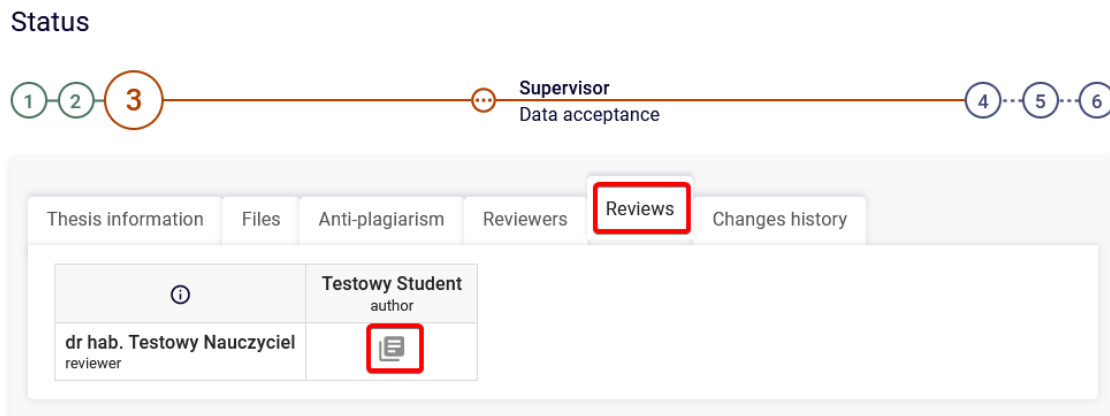 Status
1 2 3 Supervisor 4 5 6
Data acceptance
Thesis information Files Anti-plagiarism Reviewers Reviews Changes history
Testowy Student
author
dr hab. Testowy Nauczyciel
reviewer